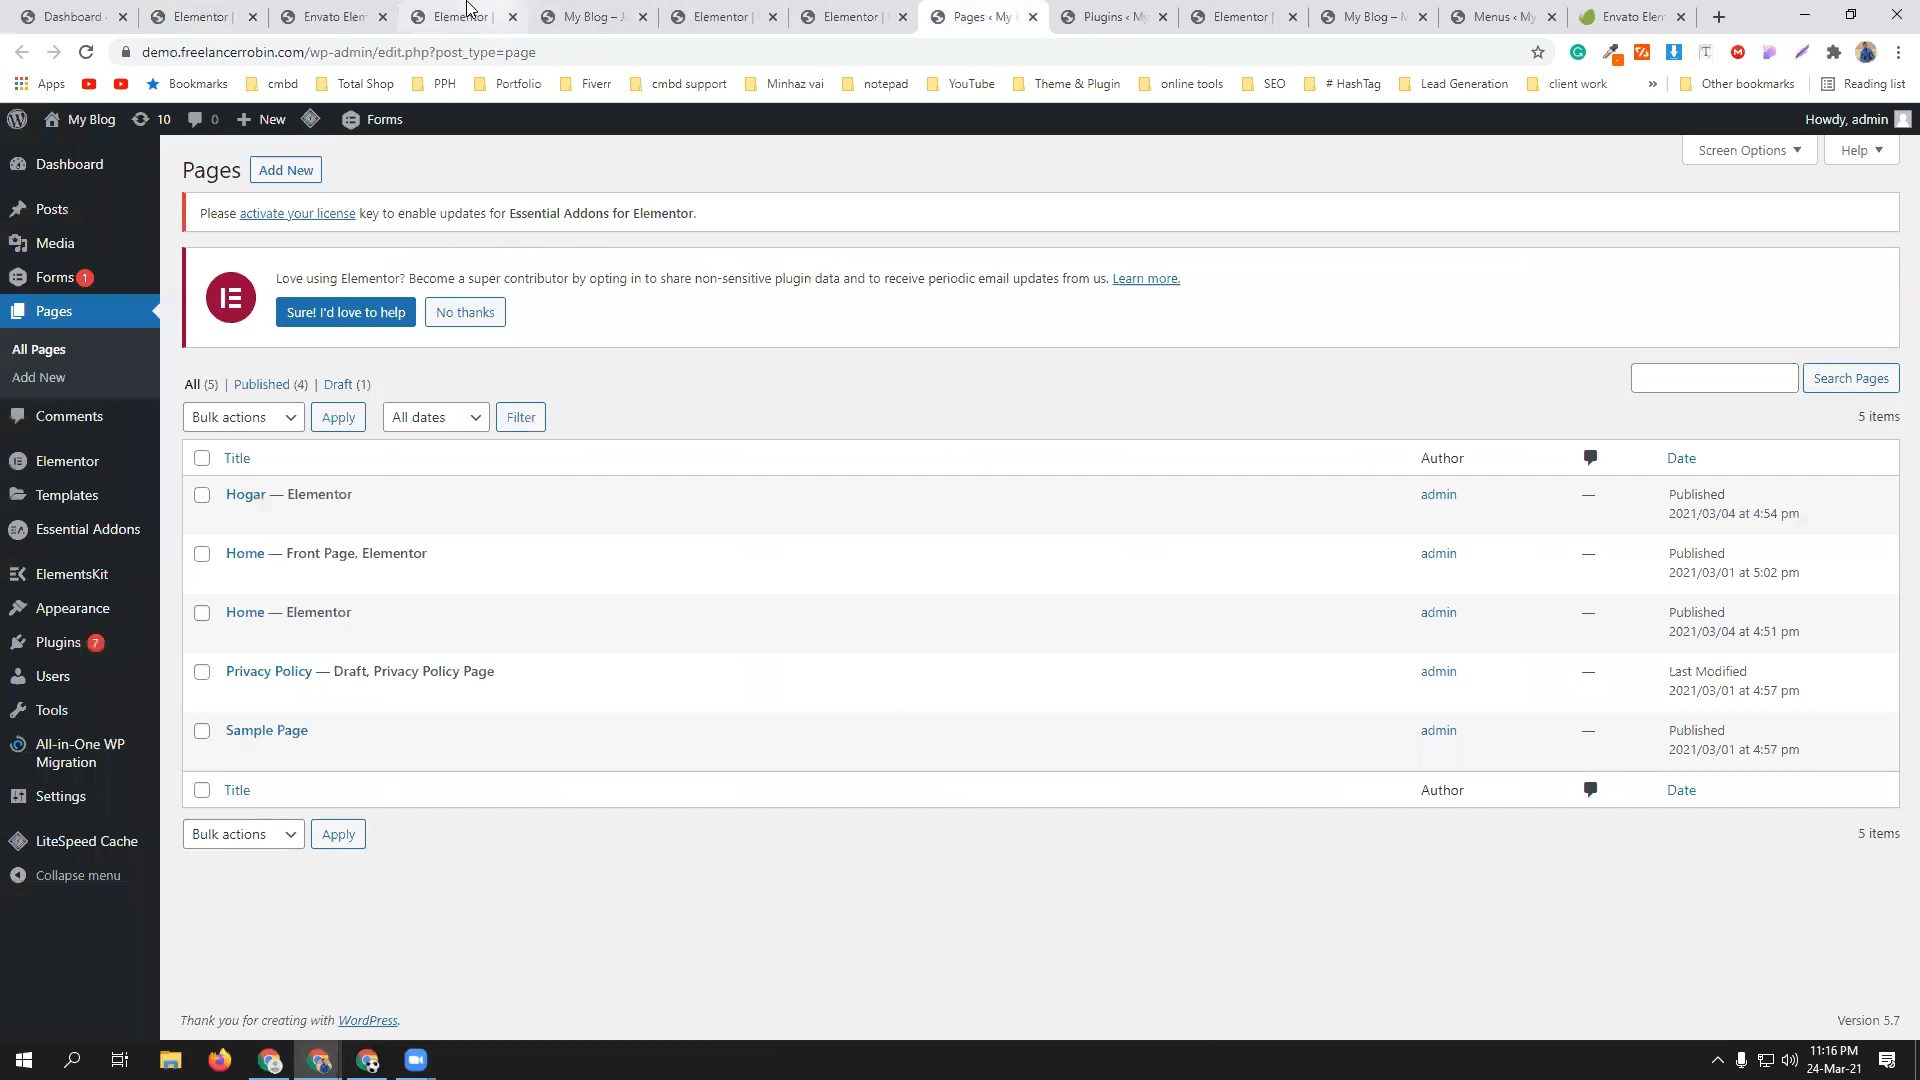 Dashboard
Elementor |
Envato Elem
Elementor |
My Blog – J
Elementor |
Elementor |
Pages ‹ My
Plugins ‹ My
Elementor |
My Blog –
Menus ‹ My
Envato Elem
demo.freelancerrobin.com/wp-admin/edit.php?post_type=page
Apps
Bookmarks
cmbd
Total Shop
PPH
Portfolio
Fiverr
cmbd support
Minhaz vai
notepad
YouTube
Theme & Plugin
online tools
SEO
# HashTag
Lead Generation
client work
»
Other bookmarks
Reading list
My Blog
10
0
New
Forms
Howdy, admin
Dashboard
Posts
Media
Forms 1
Pages
All Pages
Add New
Comments
Elementor
Templates
Essential Addons
ElementsKit
Appearance
Plugins 7
Users
Tools
All-in-One WP
Migration
Settings
LiteSpeed Cache
Collapse menu
Screen Options
Help
Pages
Add New
Please activate your license key to enable updates for Essential Addons for Elementor.
Love using Elementor? Become a super contributor by opting in to share non-sensitive plugin data and to receive periodic email updates from us. Learn more.
Sure! I'd love to help
No thanks
All (5) | Published (4) | Draft (1)
Search Pages
Bulk actions
Apply
All dates
Filter
5 items
Title
Author
Date
Hogar — Elementor
admin
—
Published
2021/03/04 at 4:54 pm
Home — Front Page, Elementor
admin
—
Published
2021/03/01 at 5:02 pm
Home — Elementor
admin
—
Published
2021/03/04 at 4:51 pm
Privacy Policy — Draft, Privacy Policy Page
admin
—
Last Modified
2021/03/01 at 4:57 pm
Sample Page
admin
—
Published
2021/03/01 at 4:57 pm
Title
Author
Date
Bulk actions
Apply
5 items
Thank you for creating with WordPress.
Version 5.7
11:16 PM
24-Mar-21